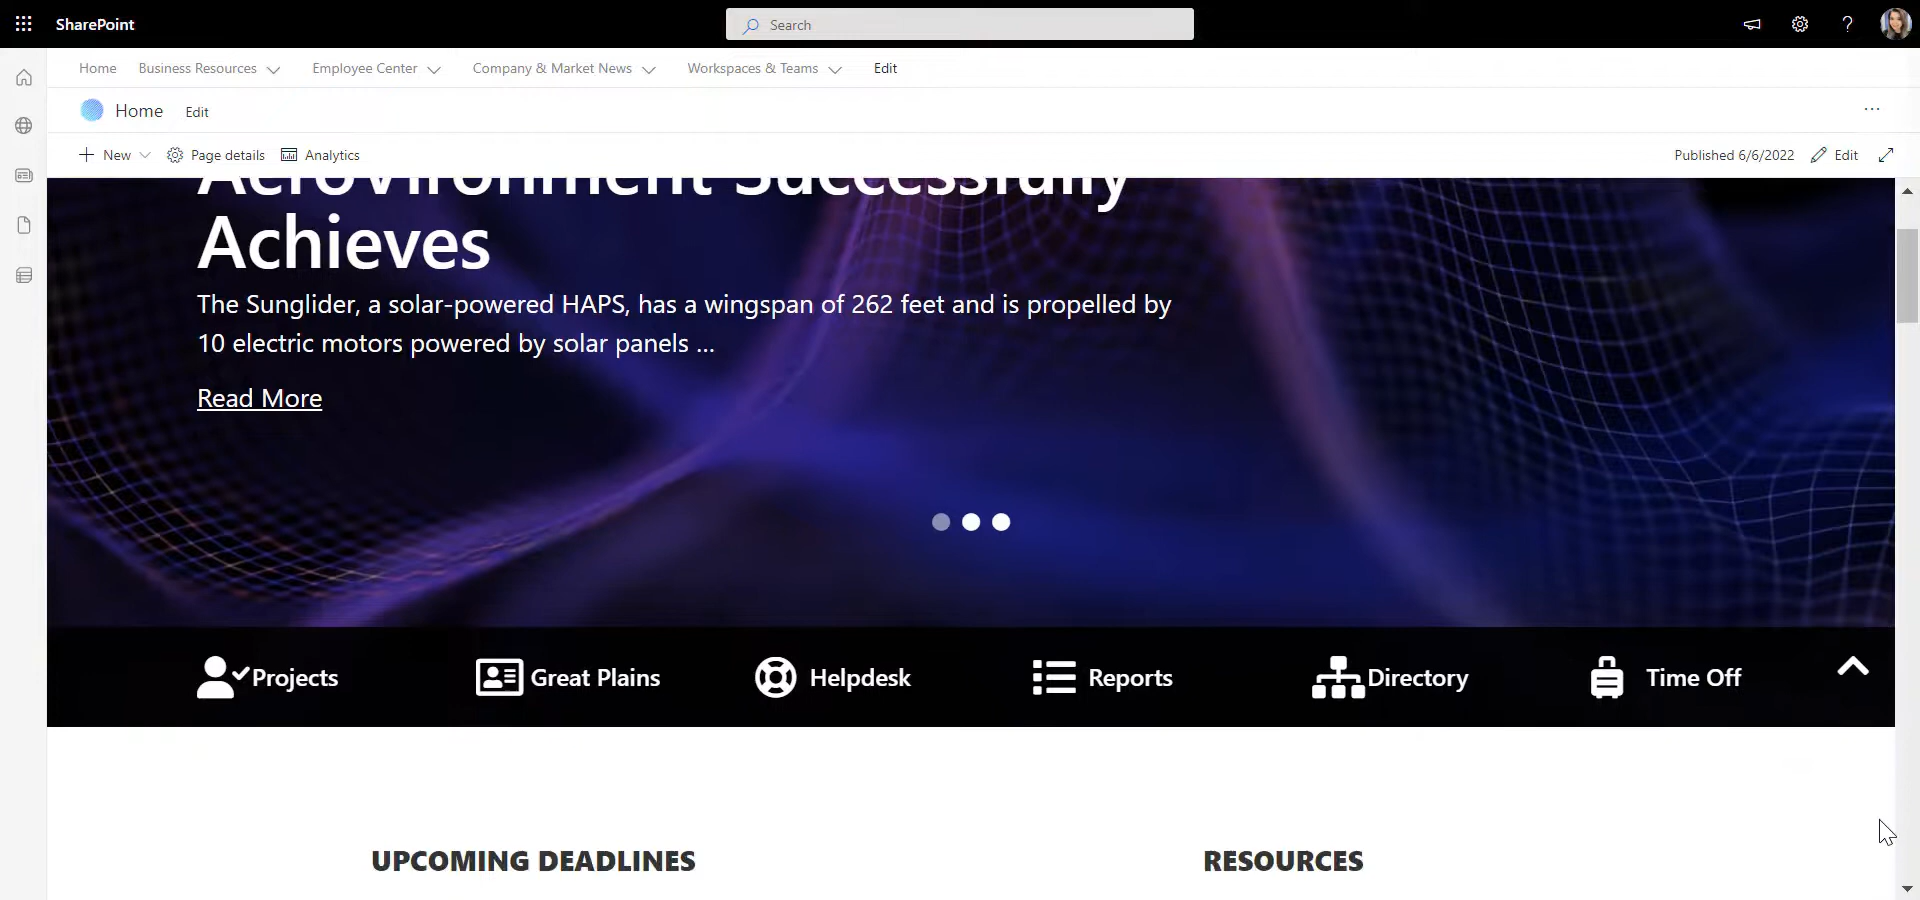 SharePoint
Search
?
Home Business Resources Employee Center Company & Market News Workspaces & Teams Edit
Home Edit
...
New Page details Analytics
Published 6/6/2022 Edit
AeroVironment Successfully
Achieves
The Sunglider, a solar-powered HAPS, has a wingspan of 262 feet and is propelled by
10 electric motors powered by solar panels ...
Read More
Projects Great Plains Helpdesk Reports Directory Time Off
UPCOMING DEADLINES
RESOURCES